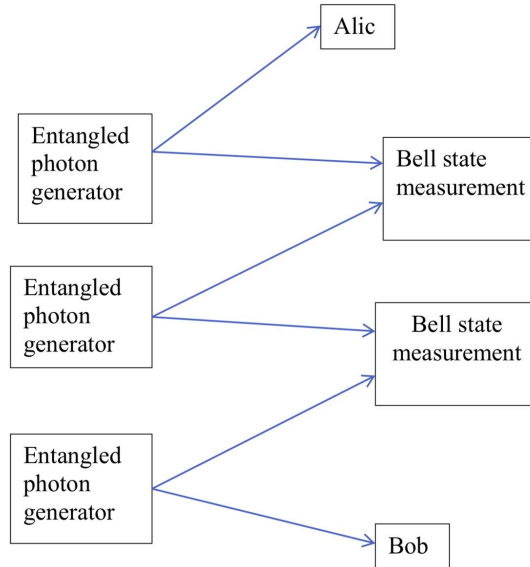 Alic
Entangled
photon
generator
Bell state
measurement
Entangled
photon
generator
Bell state
measurement
Entangled
photon
generator
Bob